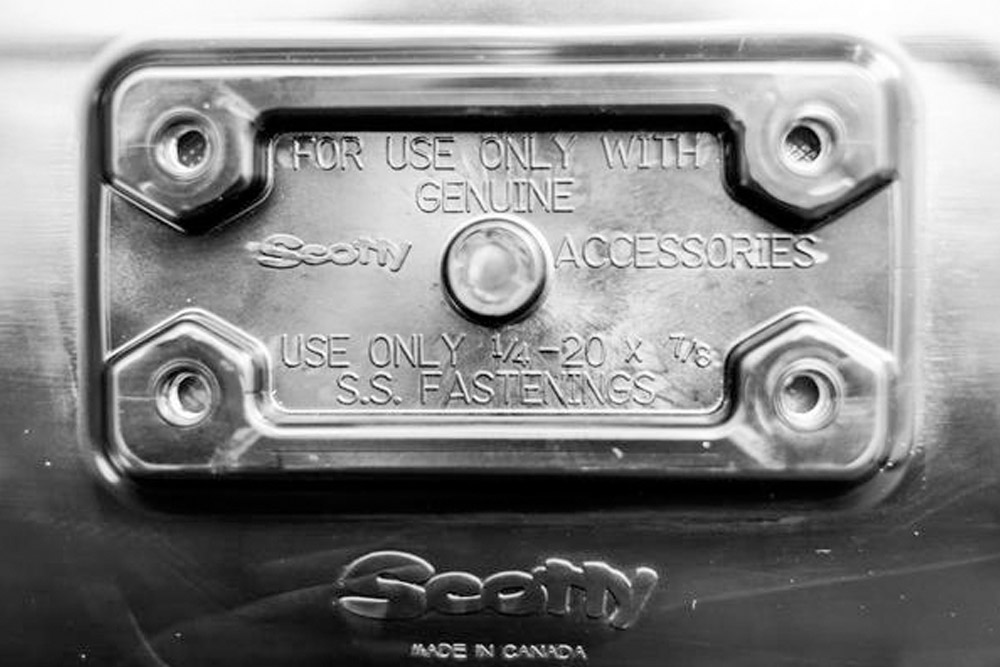 FOR USE ONLY WITH
GENUINE
Scotty ACCESSORIES
USE ONLY 1/4-20 X 7/8
S.S. FASTENINGS
Scotty
MADE IN CANADA